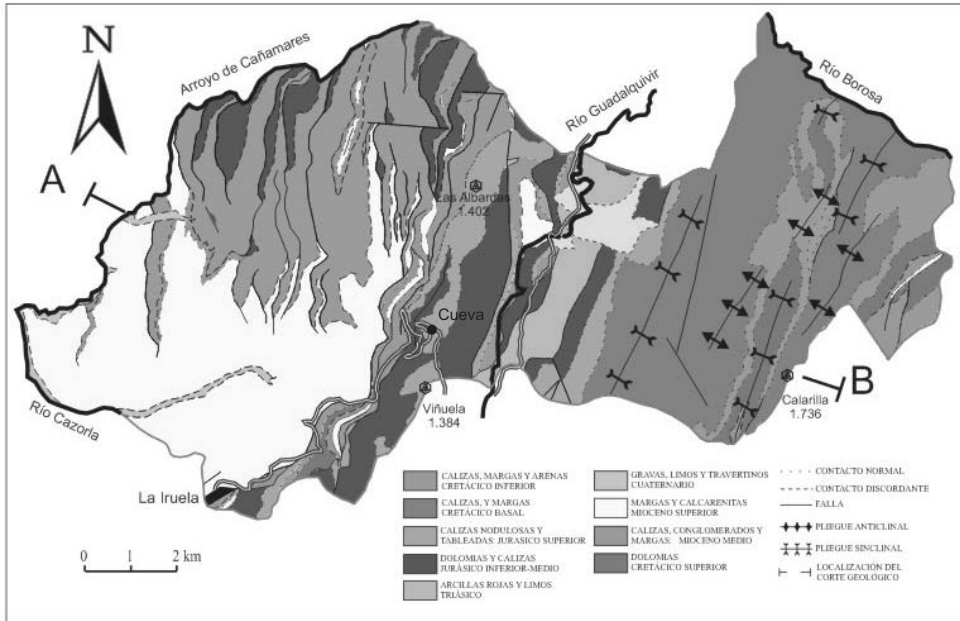 N
Arroyo de Cañamares
Río Guadalquivir
Río Borosa
A
Las Albardas
1.402
Cueva
Viñuela
1.384
B
Calarilla
1.736
Río Cazorla
La Iruela
0 1 2 km
CALIZAS, MARGAS Y ARENAS
CRETÁCICO INFERIOR
CALIZAS, Y MARGAS
CRETÁCICO BASAL
CALIZAS NODULOSAS Y
TABLEADAS: JURASICO SUPERIOR
DOLOMIAS Y CALIZAS
JURÁSICO INFERIOR-MEDIO
ARCILLAS ROJAS Y LIMOS
TRIÁSICO
GRAVAS, LIMOS Y TRAVERTINOS
CUATERNARIO
MARGAS Y CALCARENITAS
MIOCENO SUPERIOR
CALIZAS, CONGLOMERADOS Y
MARGAS: MIOCENO MEDIO
DOLOMIAS
CRETÁCICO SUPERIOR
CONTACTO NORMAL
CONTACTO DISCORDANTE
FALLA
PLIEGUE ANTICLINAL
PLIEGUE SINCLINAL
LOCALIZACIÓN DEL
CORTE GEOLÓGICO